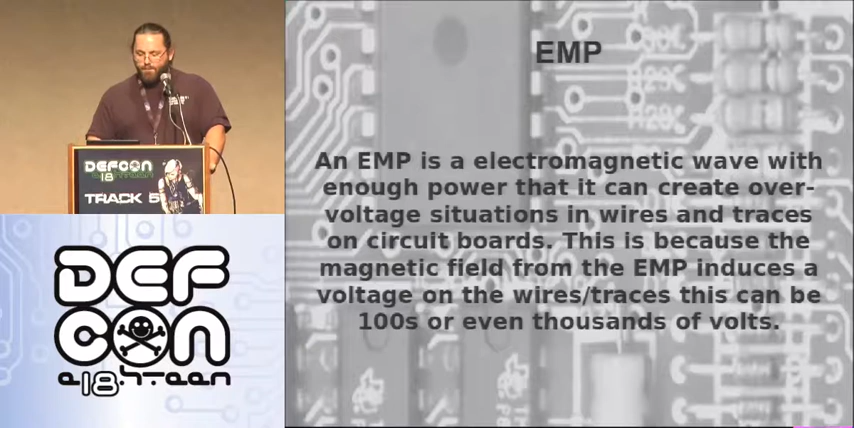 DEFCON
18
TRACK 5
DEF
CON
e18hteen
EMP
An EMP is a electromagnetic wave with
enough power that it can create over-
voltage situations in wires and traces
on circuit boards. This is because the
magnetic field from the EMP induces a
voltage on the wires/traces this can be
100s or even thousands of volts.